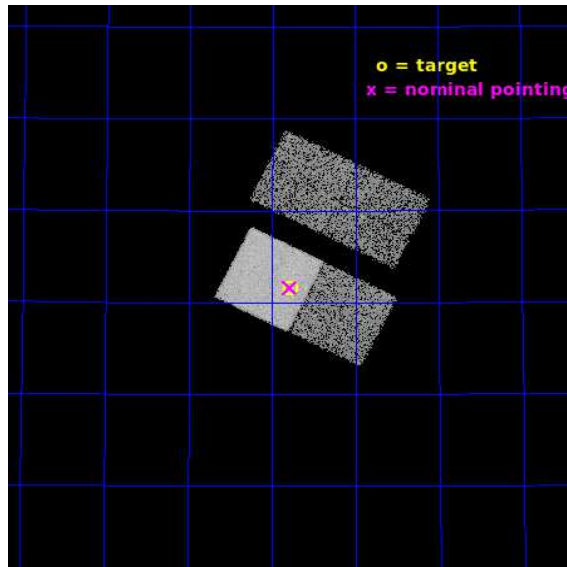 o = target
x = nominal pointing